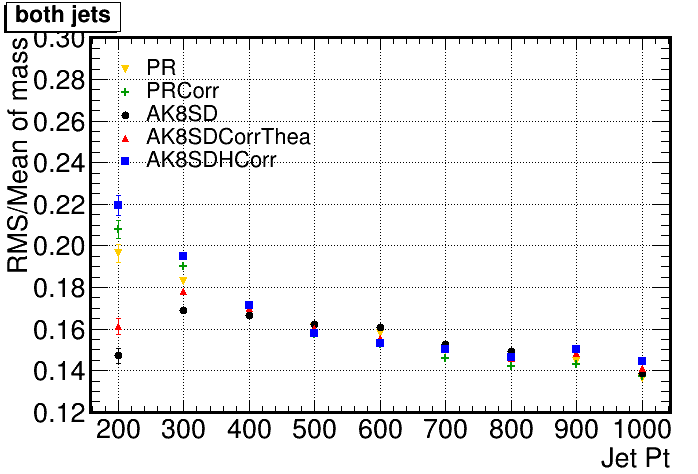 both jets
0.30
0.28
0.26
0.24
0.22
0.20
0.18
0.16
0.14
0.12
RMS/Mean of mass
PR
PRCorr
AK8SD
AK8SDCorrThea
AK8SDHCorr
200 300 400 500 600 700 800 900 1000
Jet Pt